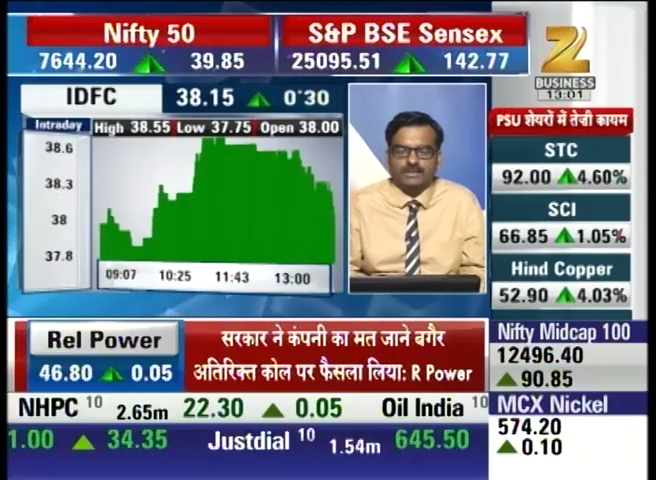 Nifty 50
7644.20 39.85
S&P BSE Sensex
25095.51 142.77
Z
BUSINESS
13:01
IDFC 38.15 0.30
Intraday High 38.55 Low 37.75 Open 38.00
38.6
38.3
38
37.8
09:07 10:25 11:43 13:00
PSU शेयरों में तेजी कायम
STC
92.00 4.60%
SCI
66.85 1.05%
Hind Copper
52.90 4.03%
Rel Power
46.80 0.05
सरकार ने कंपनी का मत जाने बगैर
अतिरिक्त कोल पर फैसला लिया: R Power
Nifty Midcap 100
12496.40
90.85
MCX Nickel
574.20
0.10
NHPC 10 2.65m 22.30 0.05 Oil India 10
1.00 34.35 Justdial 10 1.54m 645.50